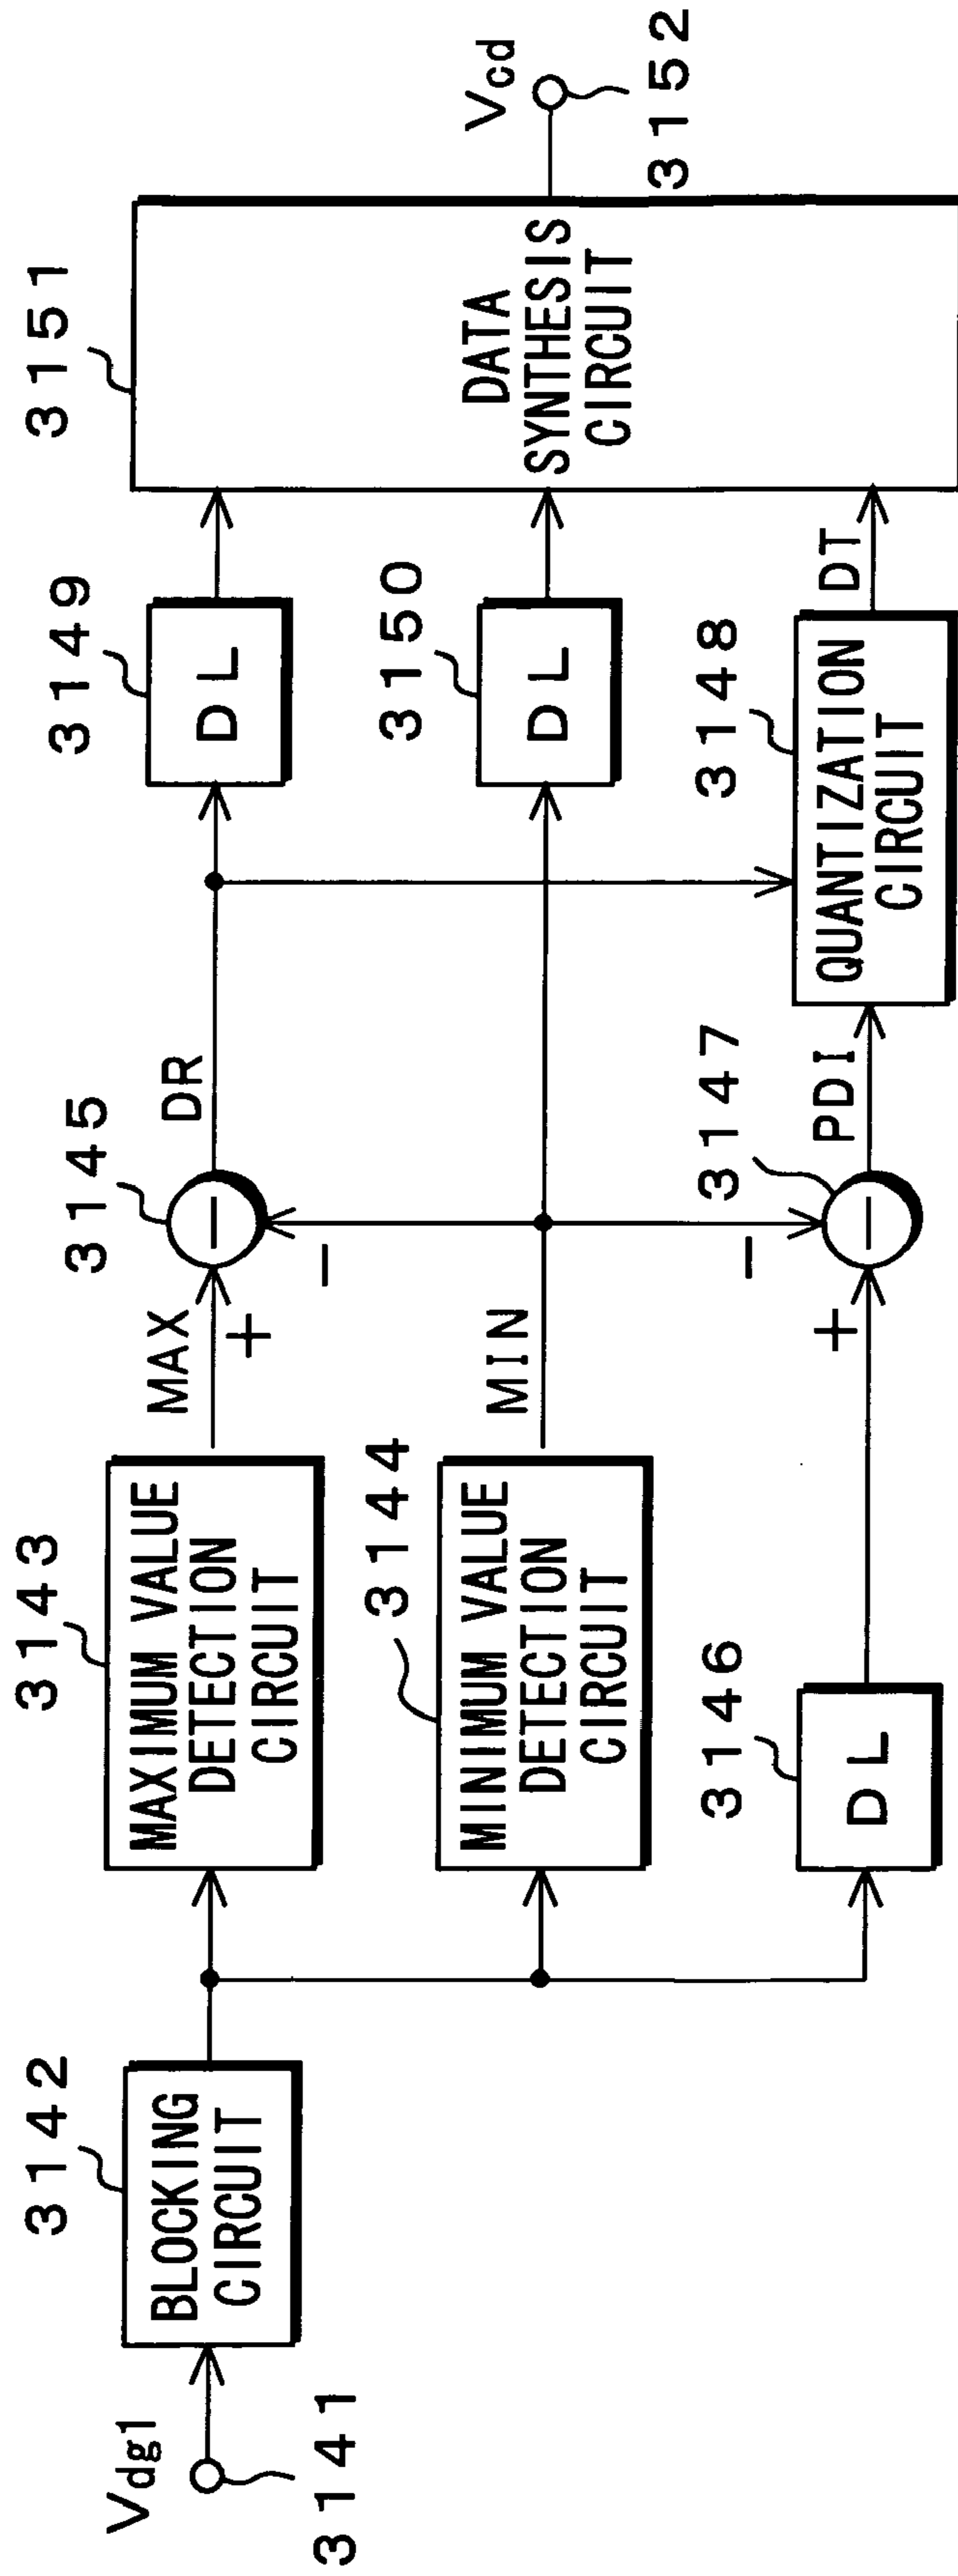 3141
Vdg1
3142
BLOCKING
CIRCUIT
3143
MAXIMUM VALUE
DETECTION
CIRCUIT
3144
MINIMUM VALUE
DETECTION
CIRCUIT
3146
DL
MAX
+
−
3145
−
DR
MIN
−
+
3147
−
PDI
3149
DL
3150
DL
3148
QUANTIZATION
CIRCUIT
DT
3151
DATA
SYNTHESIS
CIRCUIT
Vcd
3152